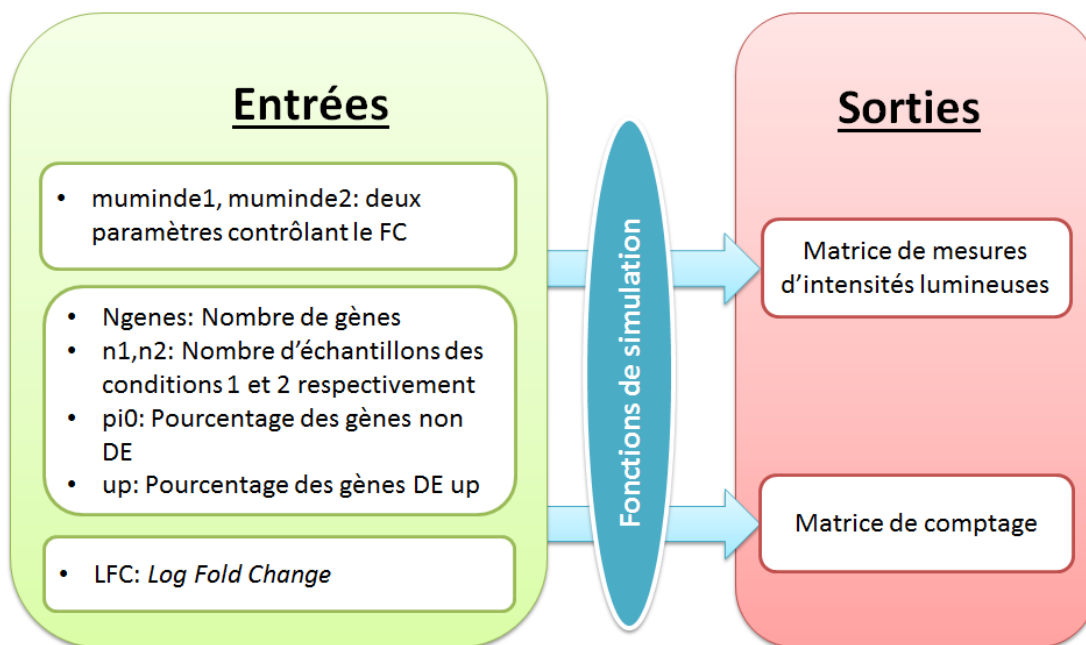 Entrées
• muminde1, muminde2: deux
paramètres contrôlant le FC
• Ngenes: Nombre de gènes
• n1,n2: Nombre d’échantillons des
conditions 1 et 2 respectivement
• pi0: Pourcentage des gènes non
DE
• up: Pourcentage des gènes DE up
• LFC: Log Fold Change
Fonctions de simulation
Sorties
Matrice de mesures
d’intensités lumineuses
Matrice de comptage